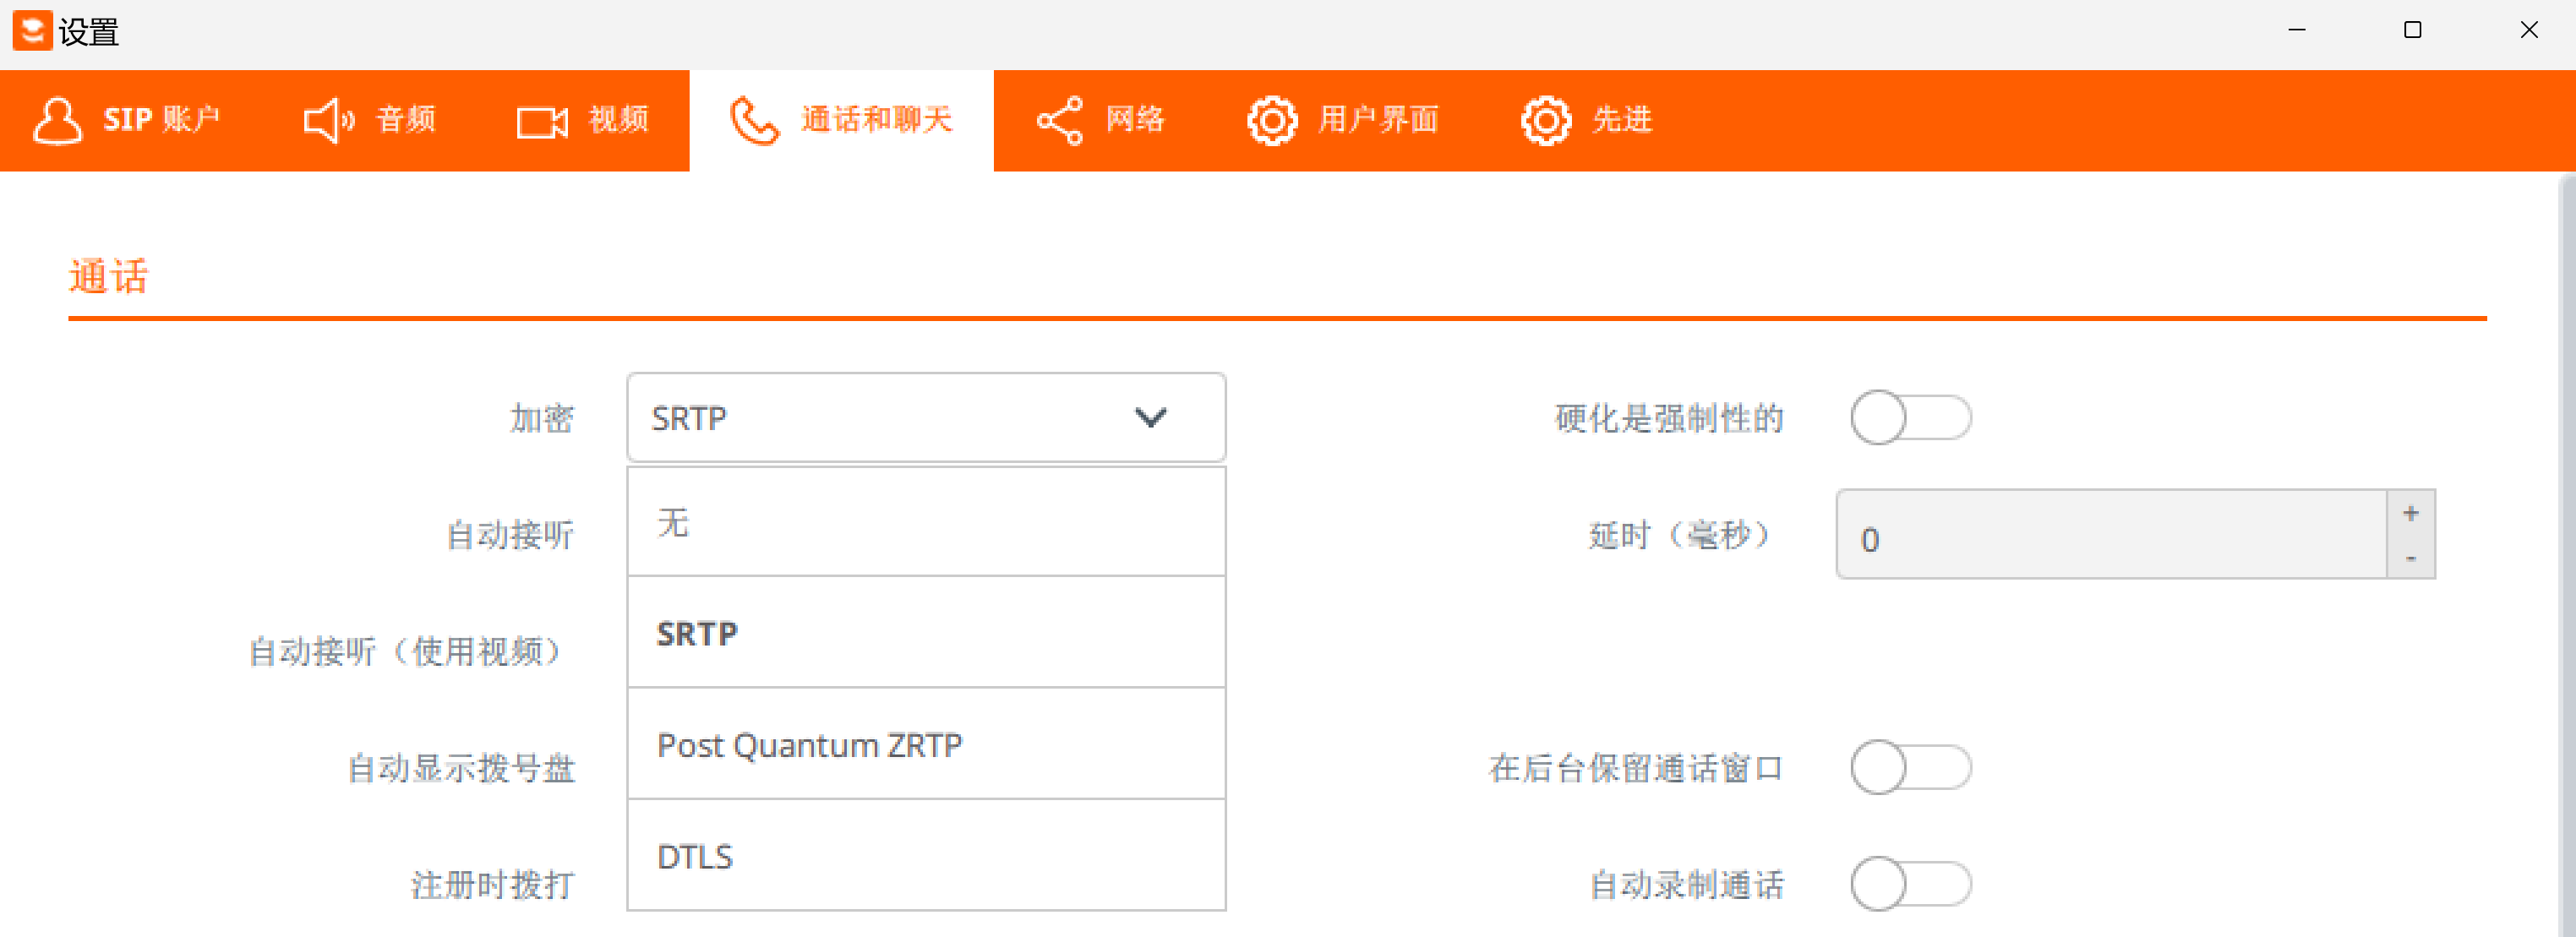 设置
SIP 账户 音频 视频 通话和聊天 网络 用户界面 先进
通话
加密 SRTP 硬化是强制性的
无
自动接听 延时（毫秒） 0 + -
SRTP
自动接听（使用视频）
Post Quantum ZRTP
自动显示拨号盘 在后台保留通话窗口
DTLS
注册时拨打 自动录制通话